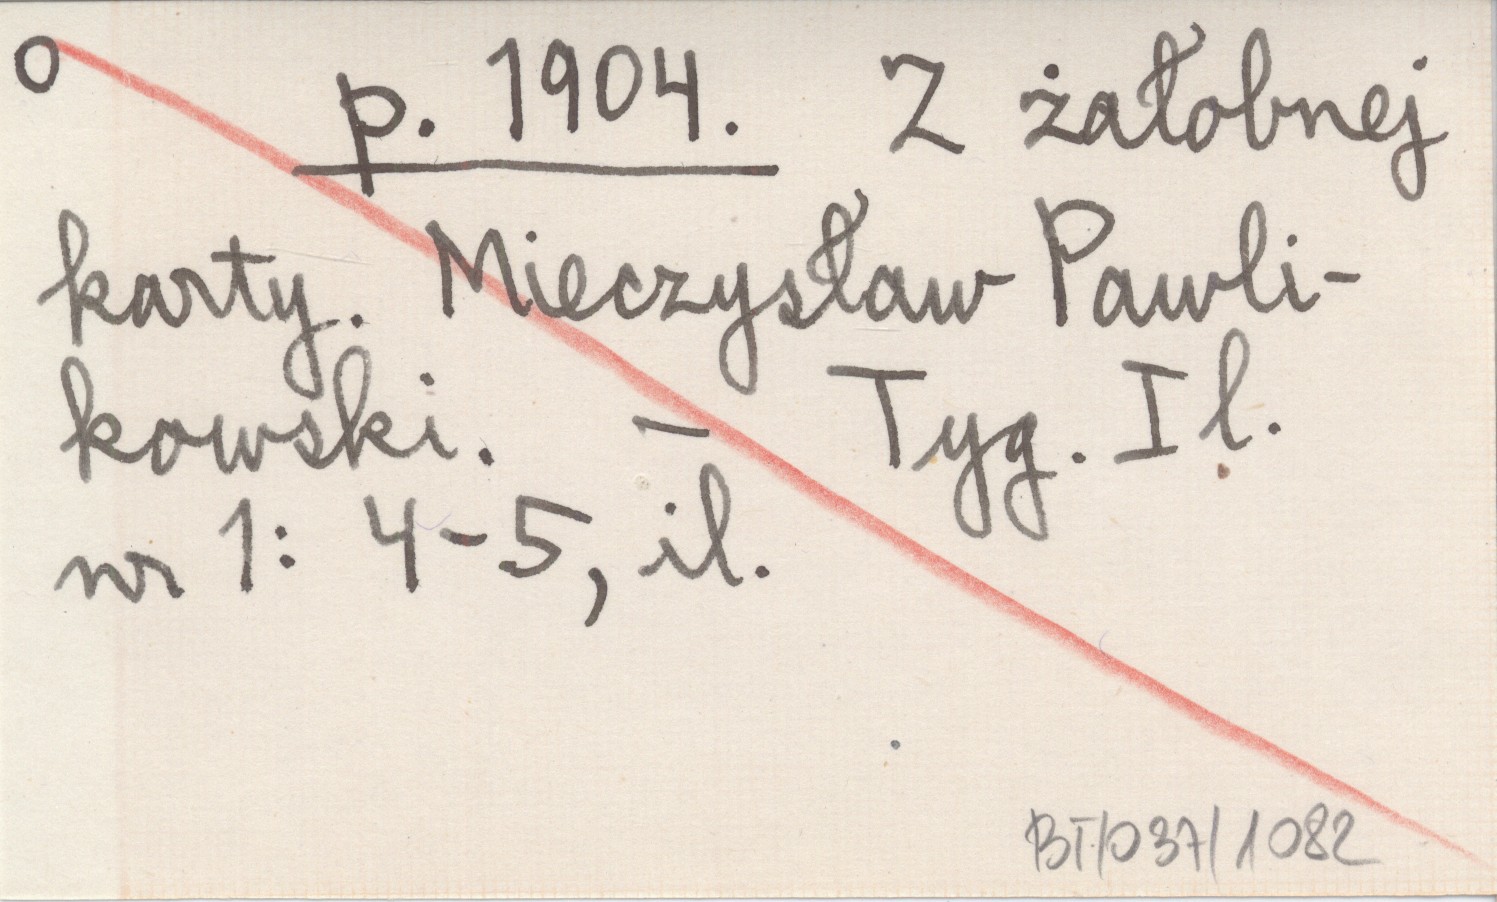 O p. 1904. Z żałobnej
karty. Mieczysław Pawli-
kowski. – Tyg. Il.
nr 1: 4-5, il.
BT/037/1082